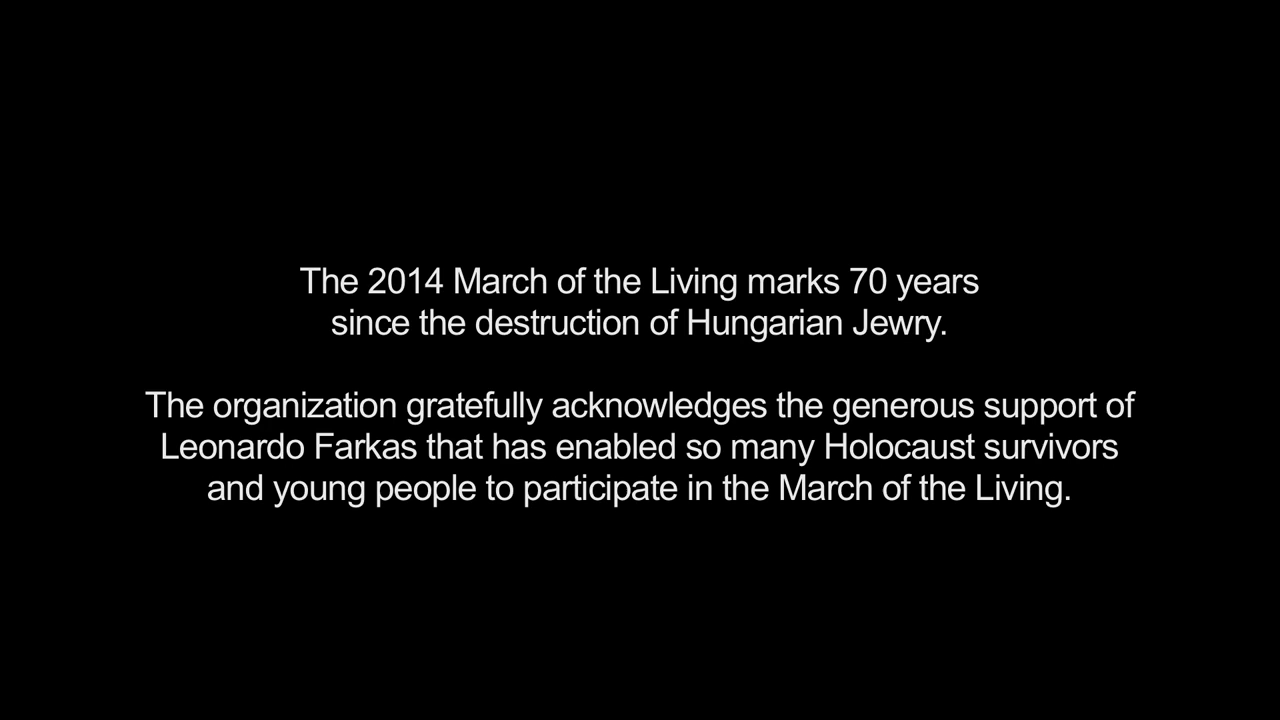 The 2014 March of the Living marks 70 years
since the destruction of Hungarian Jewry.
The organization gratefully acknowledges the generous support of
Leonardo Farkas that has enabled so many Holocaust survivors
and young people to participate in the March of the Living.